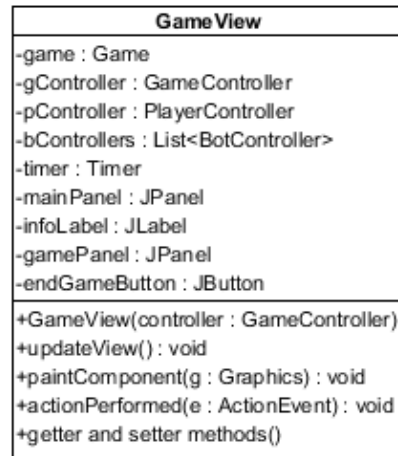 GameView
-game : Game
-gController : GameController
-pController : PlayerController
-bControllers : List<BotController>
-timer : Timer
-mainPanel : JPanel
-infoLabel : JLabel
-gamePanel : JPanel
-endGameButton : JButton
+GameView(controller : GameController)
+updateView() : void
+paintComponent(g : Graphics) : void
+actionPerformed(e : ActionEvent) : void
+getter and setter methods()